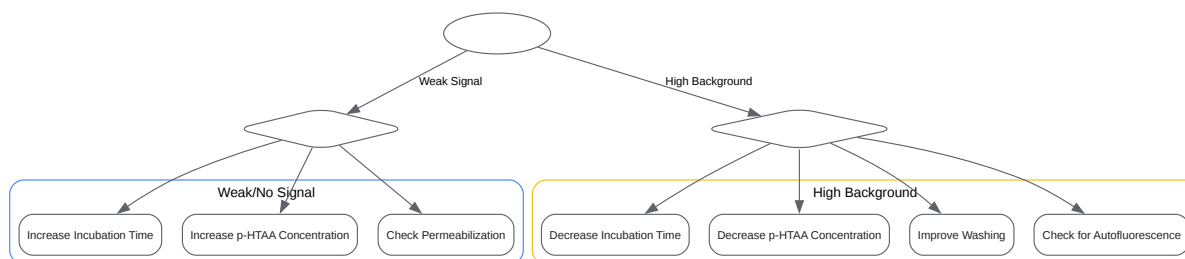 Weak Signal
High Background
Weak/No Signal
High Background
Increase Incubation Time
Increase p-HTAA Concentration
Check Permeabilization
Decrease Incubation Time
Decrease p-HTAA Concentration
Improve Washing
Check for Autofluorescence